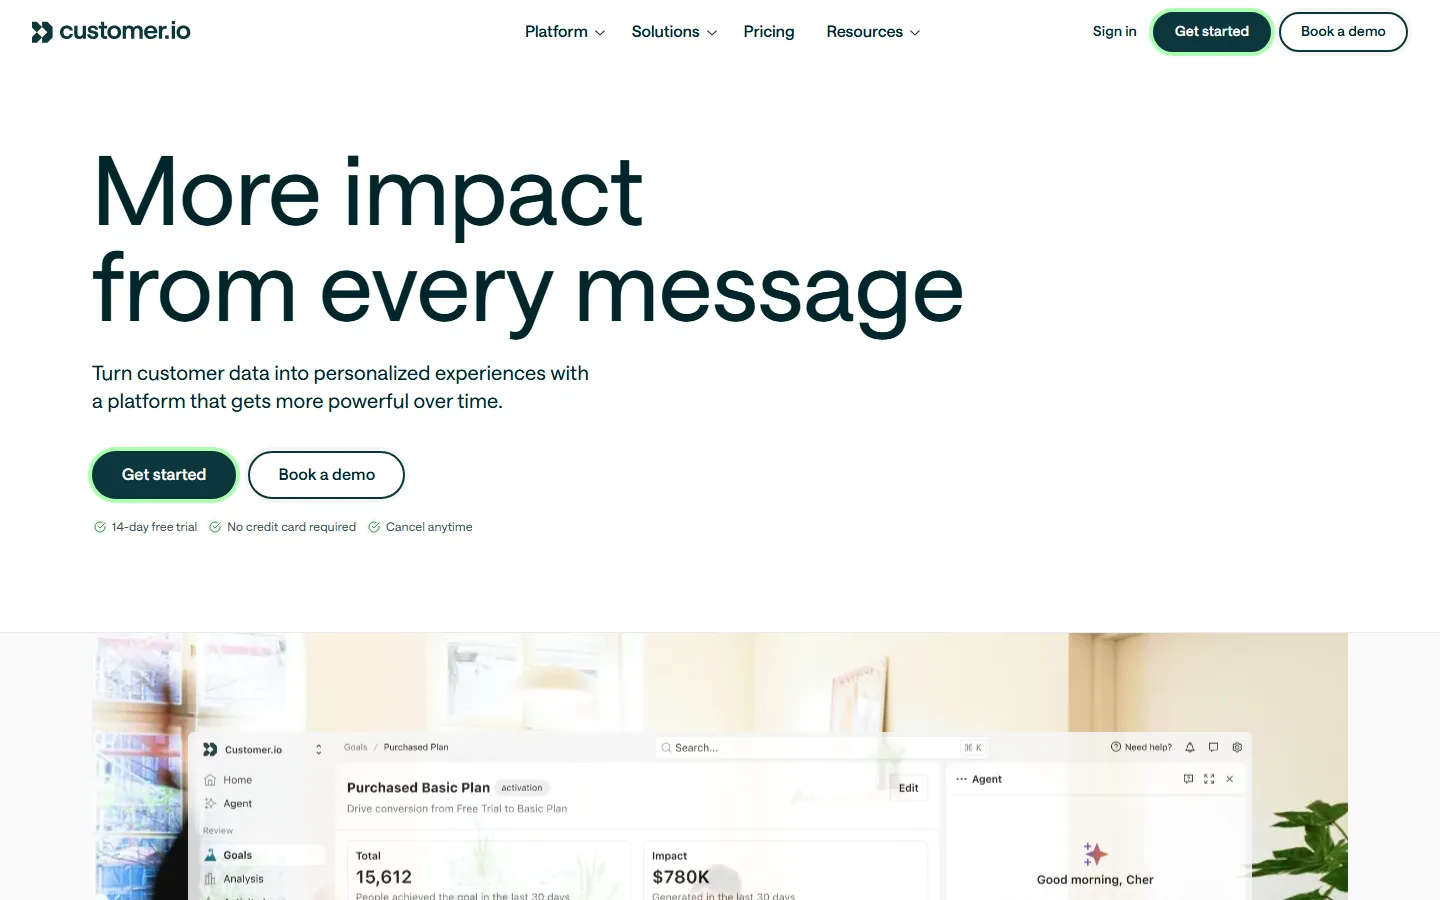 customer.io
Platform
Solutions
Pricing
Resources
Sign in
Get started
Book a demo
More impact
from every message
Turn customer data into personalized experiences with
a platform that gets more powerful over time.
Get started
Book a demo
14-day free trial
No credit card required
Cancel anytime
Customer.io
Goals / Purchased Plan
Search...
⌘ K
Need help?
Home
Agent
Review
Goals
Analysis
Purchased Basic Plan
activation
Drive conversion from Free Trial to Basic Plan
Edit
Total
15,612
People achieved the goal in the last 30 days
Impact
$780K
Generated in the last 30 days
Agent
Good morning, Cher